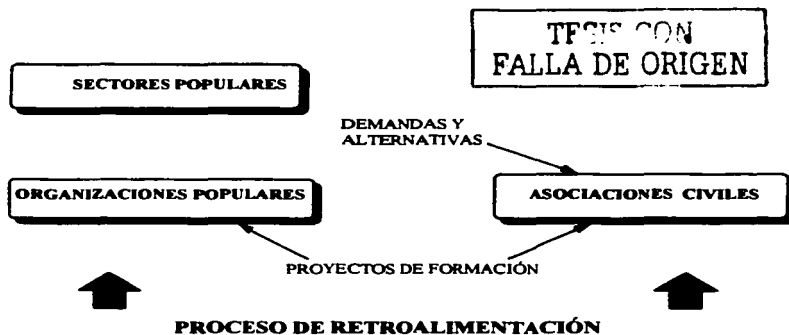 CON
FALLA DE ORIGEN
SECTORES POPULARES
DEMANDAS Y
ALTERNATIVAS
ORGANIZACIONES POPULARES
ASOCIACIONES CIVILES
PROYECTOS DE FORMACIÓN
PROCESO DE RETROALIMENTACIÓN